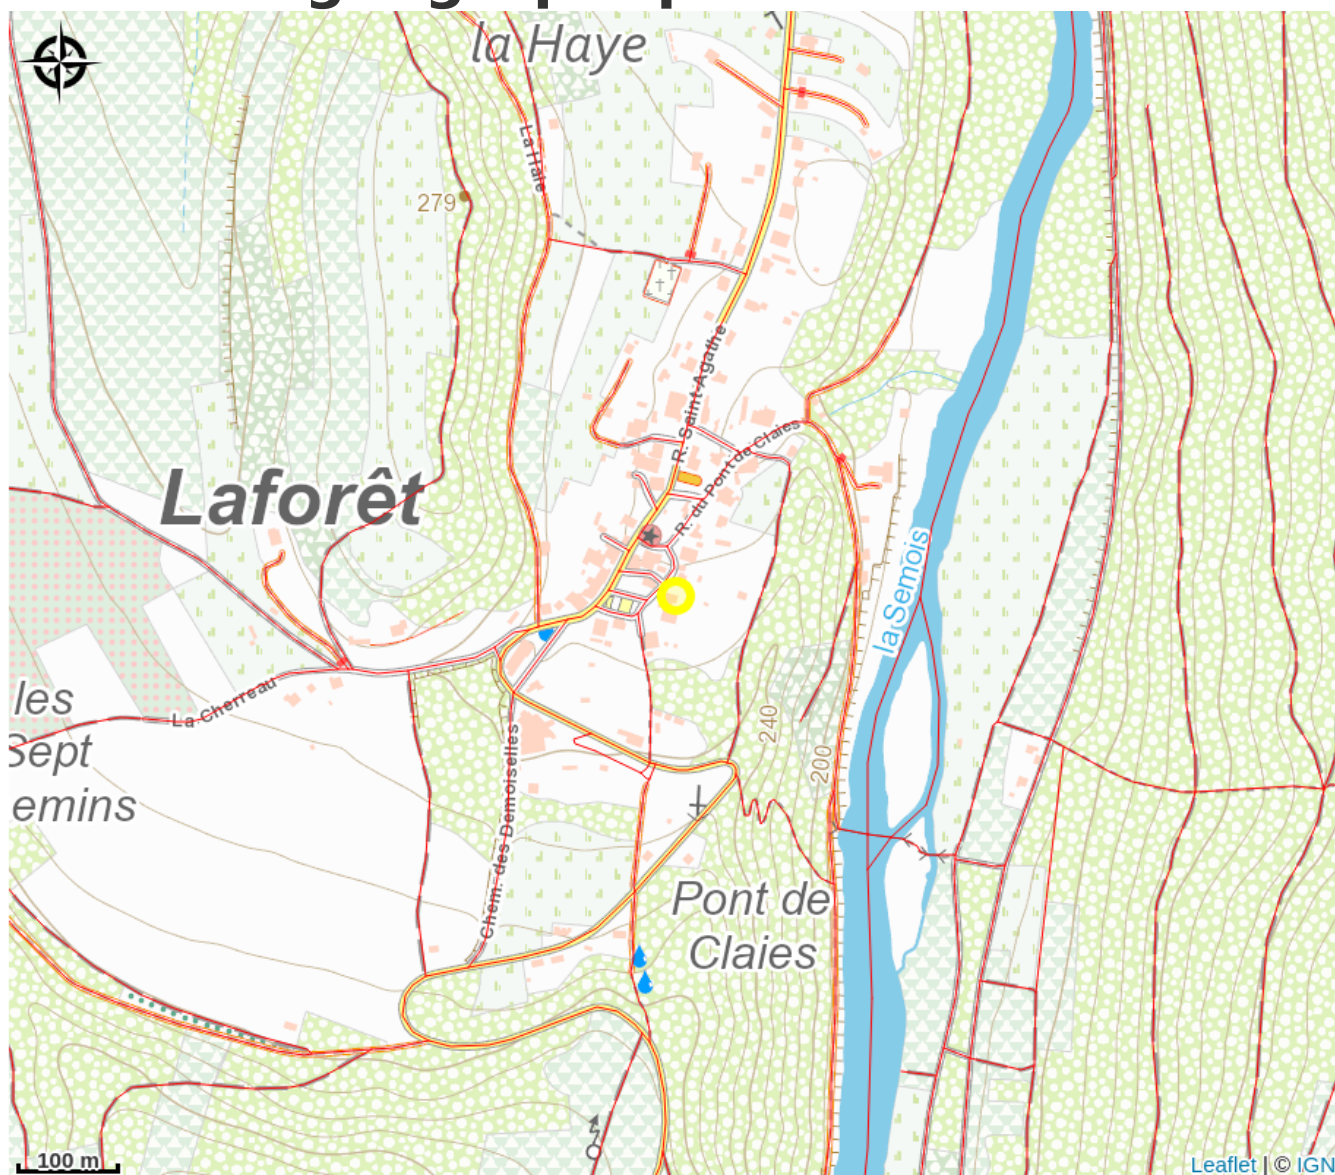 la Haye
La Haie
279
R. Saint-Agathe
R. du Pont de Claies
Laforêt
la Semois
les
Sept
emins
La Cherreau
240
200
Chem. des Demoiselles
Pont de
Claies
100 m
Leaflet | © IGN